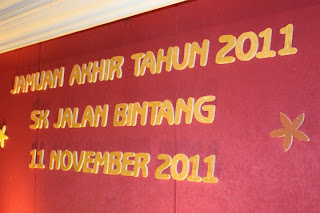 JAMUAN AKHIR TAHUN 2011
SK JALAN BINTANG
11 NOVEMBER 2011